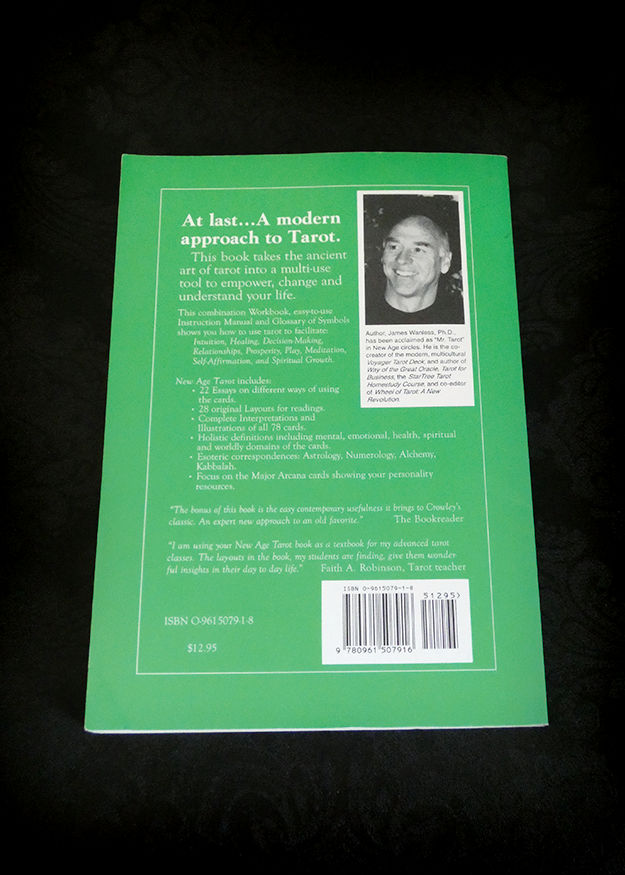 At last...A modern
approach to Tarot.
This book takes the ancient
art of tarot into a multi-use
tool to empower, change and
understand your life.
This combination Workbook, easy-to-use
Instruction Manual and Glossary of Symbols
shows you how to use tarot to facilitate:
Intuition, Healing, Decision-Making,
Relationships, Prosperity, Play, Meditation,
Self-Affirmation, and Spiritual Growth.
New Age Tarot includes:
• 22 Essays on different ways of using
the cards.
• 28 original Layouts for readings.
• Complete Interpretations and
Illustrations of all 78 cards.
• Holistic definitions including mental, emotional, health, spiritual
and worldly domains of the cards.
• Esoteric correspondences: Astrology, Numerology, Alchemy,
Kabbalah.
• Focus on the Major Arcana cards showing your personality
resources.
Author, James Wanless, Ph.D.,
has been acclaimed as "Mr. Tarot"
in New Age circles. He is the co-
creator of the modern, multicultural
Voyager Tarot Deck, and author of
Way of the Great Oracle, Tarot for
Business, the StarTree Tarot
Homestudy Course, and co-editor
of Wheel of Tarot: A New
Revolution.
"The bonus of this book is the easy contemporary usefulness it brings to Crowley's
classic. An expert new approach to an old favorite." The Bookreader
"I am using your New Age Tarot book as a textbook for my advanced tarot
classes. The layouts in the book, my students are finding, give them wonder-
ful insights in their day to day life." Faith A. Robinson, Tarot teacher
ISBN O-9615079-1-8
$12.95
ISBN 0-9615079-1-8
51295>
9 780961 507916